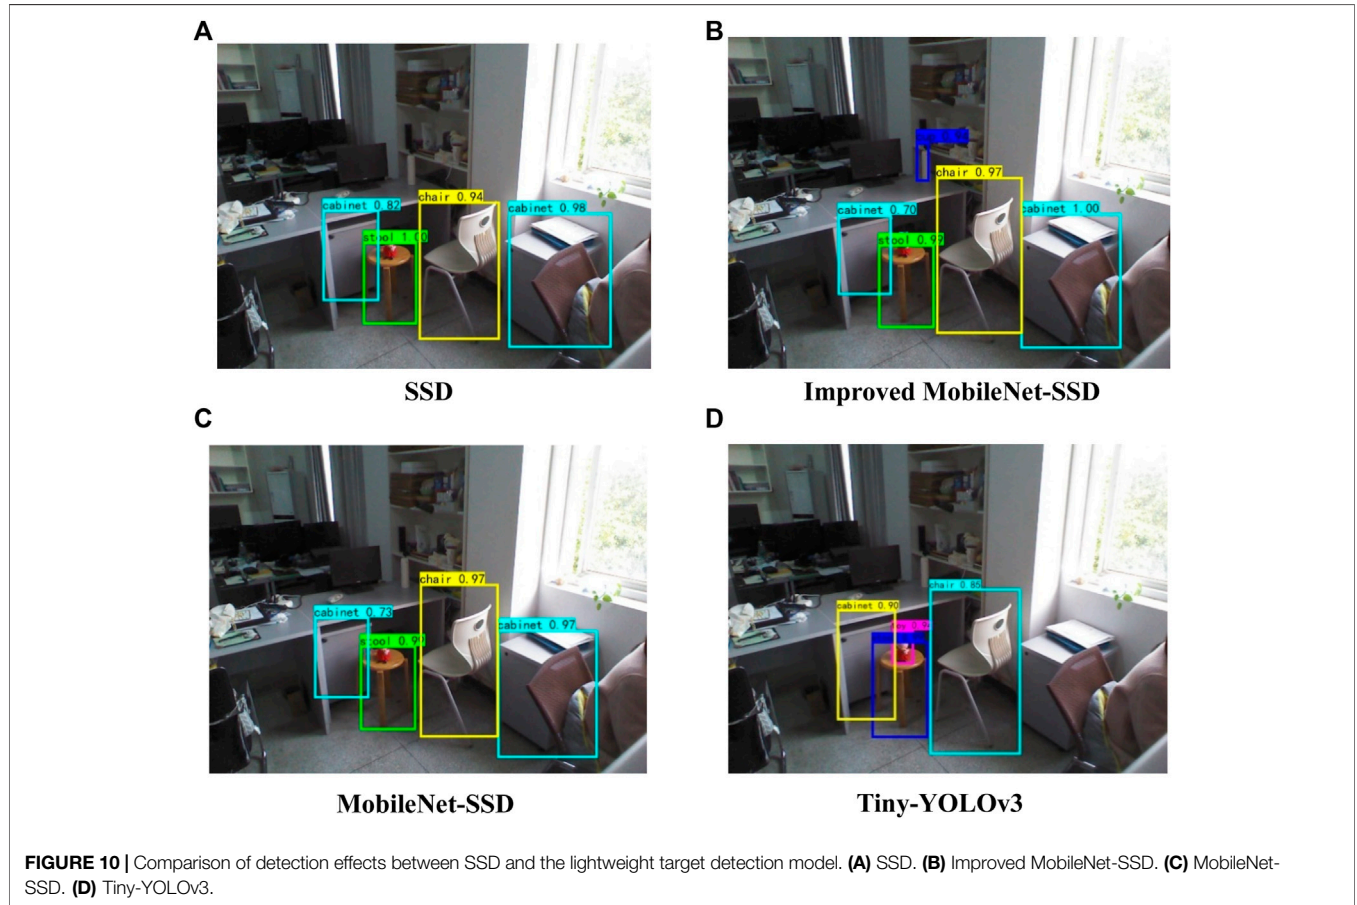 A
B
chair 0.94
cabinet 0.82
cabinet 0.98
stool 1.00
chair 0.97
cabinet 0.70
cabinet 1.00
stool 0.99
SSD
Improved MobileNet-SSD
C
D
chair 0.97
cabinet 0.73
cabinet 0.97
stool 0.99
chair 0.85
cabinet 0.90
MobileNet-SSD
Tiny-YOLOv3
FIGURE 10 | Comparison of detection effects between SSD and the lightweight target detection model. (A) SSD. (B) Improved MobileNet-SSD. (C) MobileNet-
SSD. (D) Tiny-YOLOv3.